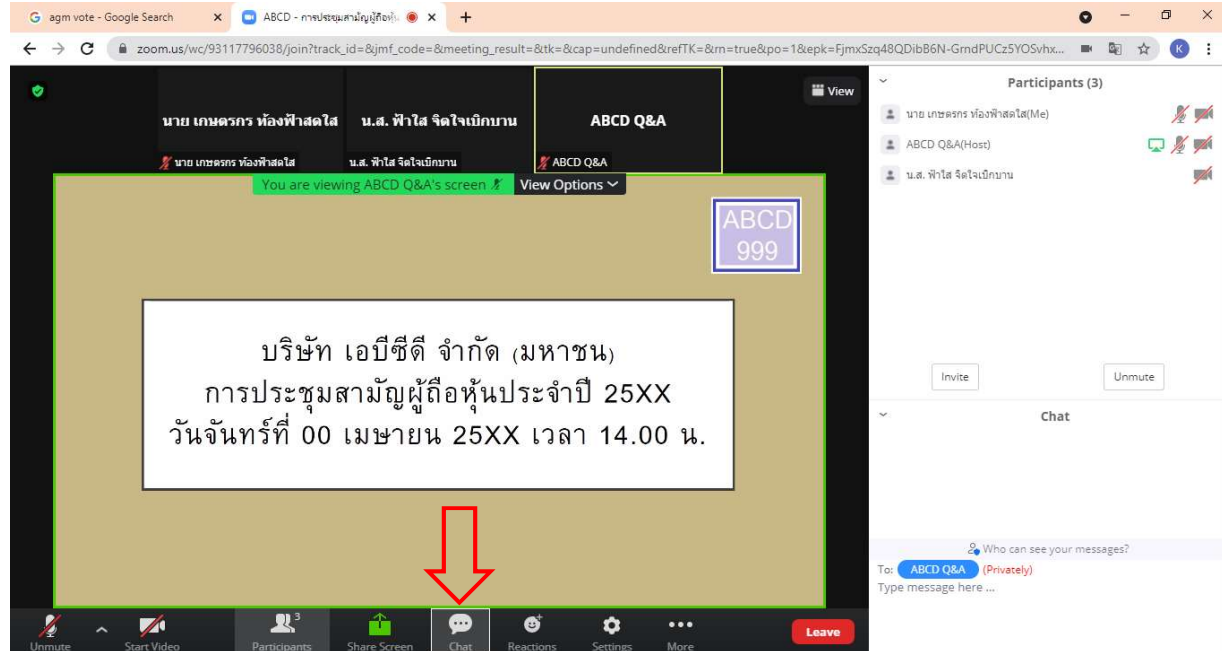 agm vote - Google Search
ABCD - การประชุมสามัญผู้ถือหุ้น
zoom.us/wc/93117796038/join?track_id=&jmf_code=&meeting_result=&tk=&cap=undefined&refTK=&rn=true&po=1&epk=FjmxSzq48QDibB6N-GrndPUCz5YOSvhx...
K
View
นาย เกษตรกร ท้องฟ้าสดใส
น.ส. ฟ้าใส จิตใจเบิกบาน
ABCD Q&A
นาย เกษตรกร ท้องฟ้าสดใส
น.ส. ฟ้าใส จิตใจเบิกบาน
ABCD Q&A
You are viewing ABCD Q&A's screen
View Options
ABCD
999
บริษัท เอบีซีดี จำกัด (มหาชน)
การประชุมสามัญผู้ถือหุ้นประจำปี 25XX
วันจันทร์ที่ 00 เมษายน 25XX เวลา 14.00 น.
Unmute
Start Video
3
Participants
Share Screen
Chat
Reactions
Settings
More
Leave
Participants (3)
นาย เกษตรกร ท้องฟ้าสดใส(Me)
ABCD Q&A(Host)
น.ส. ฟ้าใส จิตใจเบิกบาน
Invite
Unmute
Chat
Who can see your messages?
To: ABCD Q&A (Privately)
Type message here ...